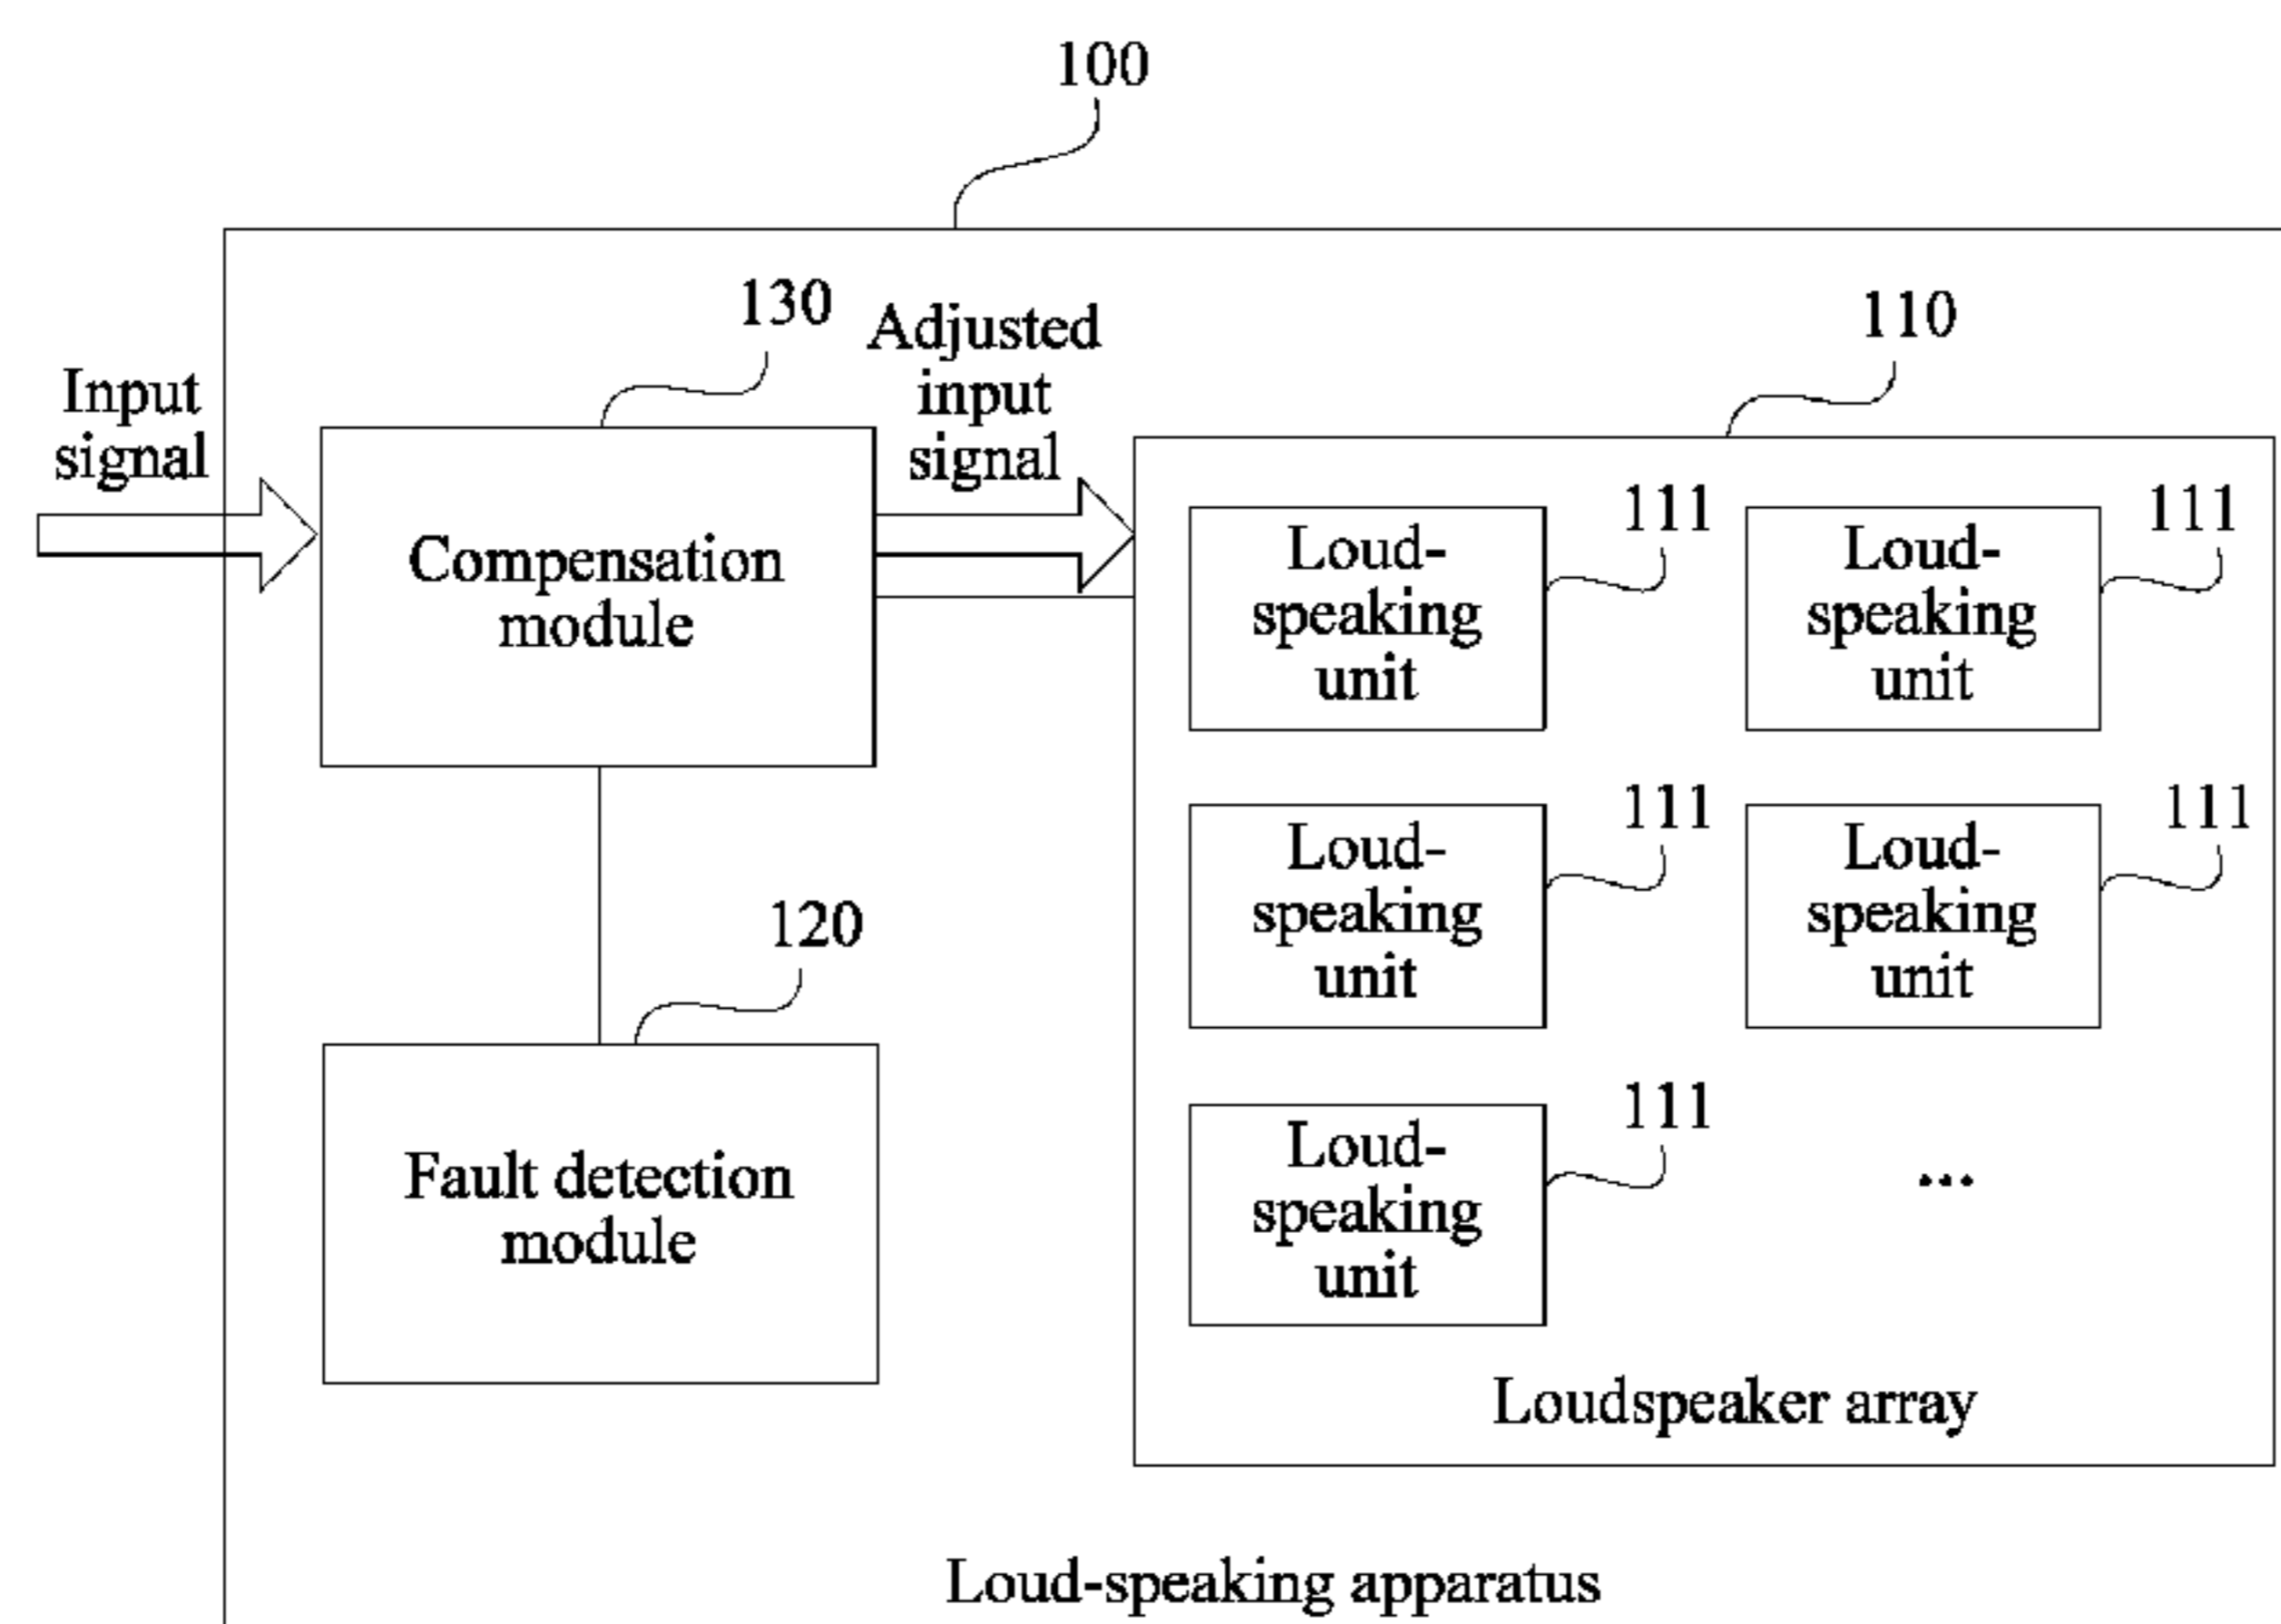 100
130
Adjusted
input
signal
110
Input
signal
Compensation
module
111
Loud-
speaking
unit
111
Loud-
speaking
unit
111
Loud-
speaking
unit
111
Loud-
speaking
unit
120
Fault detection
module
111
Loud-
speaking
unit
...
Loudspeaker array
Loud-speaking apparatus